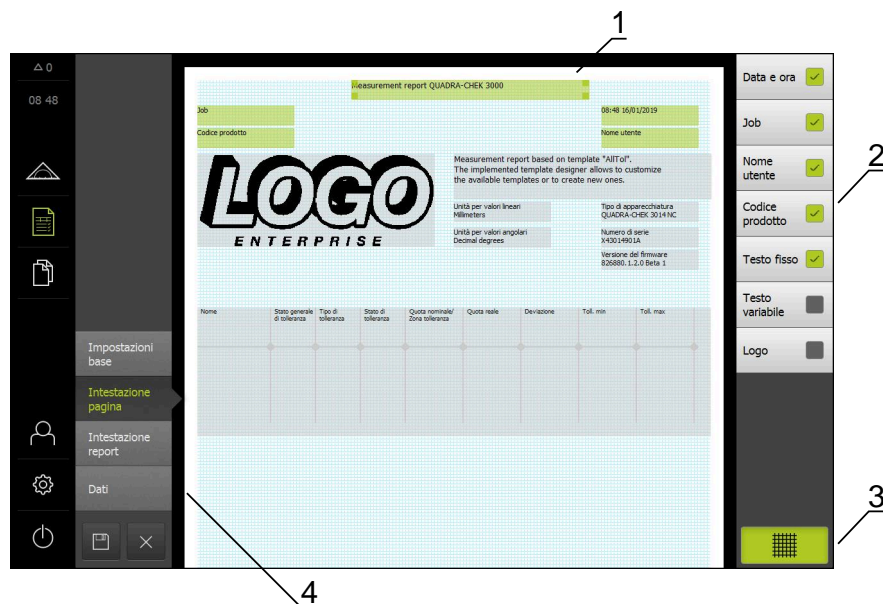 1
△ 0
08 48
Measurement report QUADRA-CHEK 3000
Job
08:48 16/01/2019
Codice prodotto
Nome utente
LOGO
ENTERPRISE
Measurement report based on template "AllTol".
The implemented template designer allows to customize
the available templates or to create new ones.
Unità per valori lineari
Millimeters
Tipo di apparecchiatura
QUADRA-CHEK 3014 NC
Unità per valori angolari
Decimal degrees
Numero di serie
X43014901A
Versione del firmware
826880.1.2.0 Beta 1
Nome
Stato generale
di tolleranza
Tipo di
tolleranza
Stato di
tolleranza
Quota nominale/
Zona tolleranza
Quota reale
Deviazione
Toll. min
Toll. max
Impostazioni
base
Intestazione
pagina
Intestazione
report
Dati
Data e ora
Job
Nome
utente
Codice
prodotto
Testo fisso
Testo
variabile
Logo
2
3
4